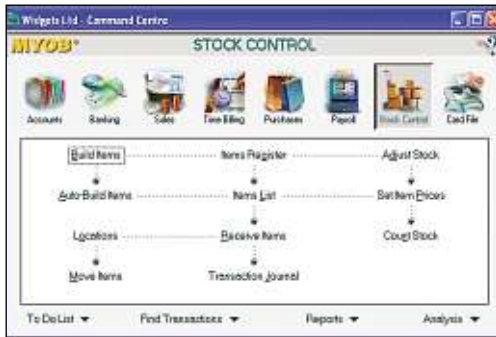 Widgets Ltd - Command Centre
MYOB STOCK CONTROL
Accounts Banking Sales Time Billing Purchases Payroll Stock Control Card File
Build Items Items Register Adjust Stock
Auto-Build Items Items List Set Item Prices
Locations Receive Items Count Stock
Move Items Transaction Journal
To Do List Find Transactions Reports Analysis